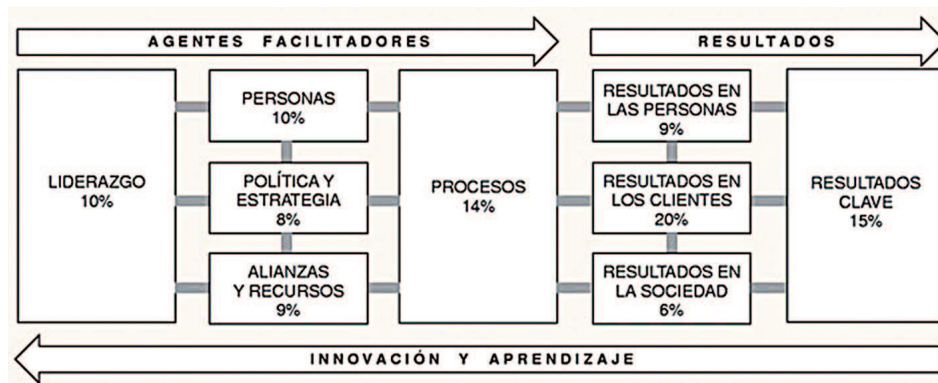 AGENTES FACILITADORES
RESULTADOS
LIDERAZGO
10%
PERSONAS
10%
POLÍTICA Y
ESTRATEGIA
8%
ALIANZAS
Y RECURSOS
9%
PROCESOS
14%
RESULTADOS EN
LAS PERSONAS
9%
RESULTADOS EN
LOS CLIENTES
20%
RESULTADOS EN
LA SOCIEDAD
6%
RESULTADOS
CLAVE
15%
INNOVACIÓN Y APRENDIZAJE